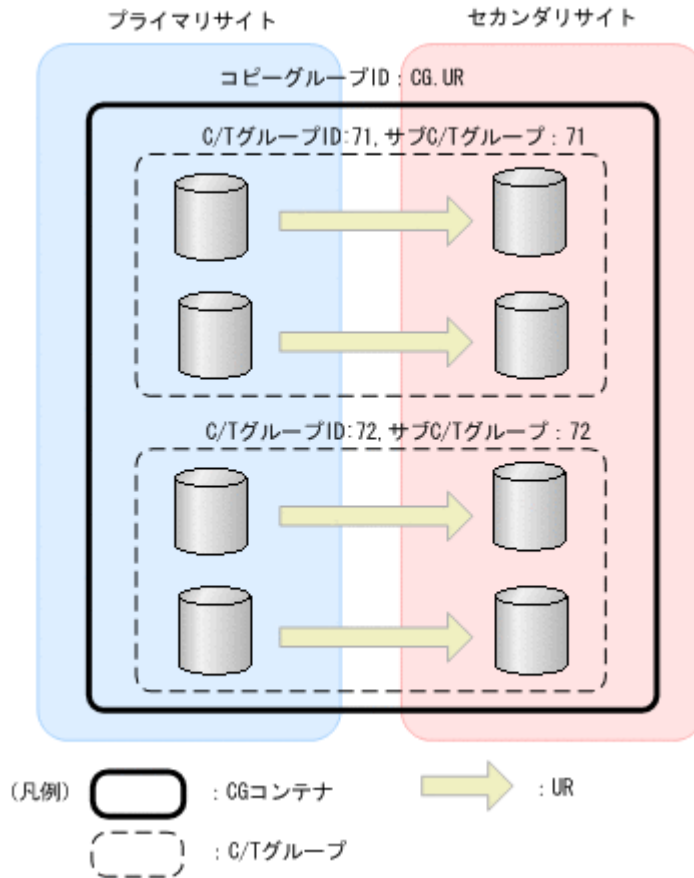 プライマリサイト
セカンダリサイト
コピーグループID：CG.UR
C/TグループID:71,サブC/Tグループ：71
C/TグループID:72,サブC/Tグループ：72
(凡例)
：CGコンテナ
：UR
：C/Tグループ